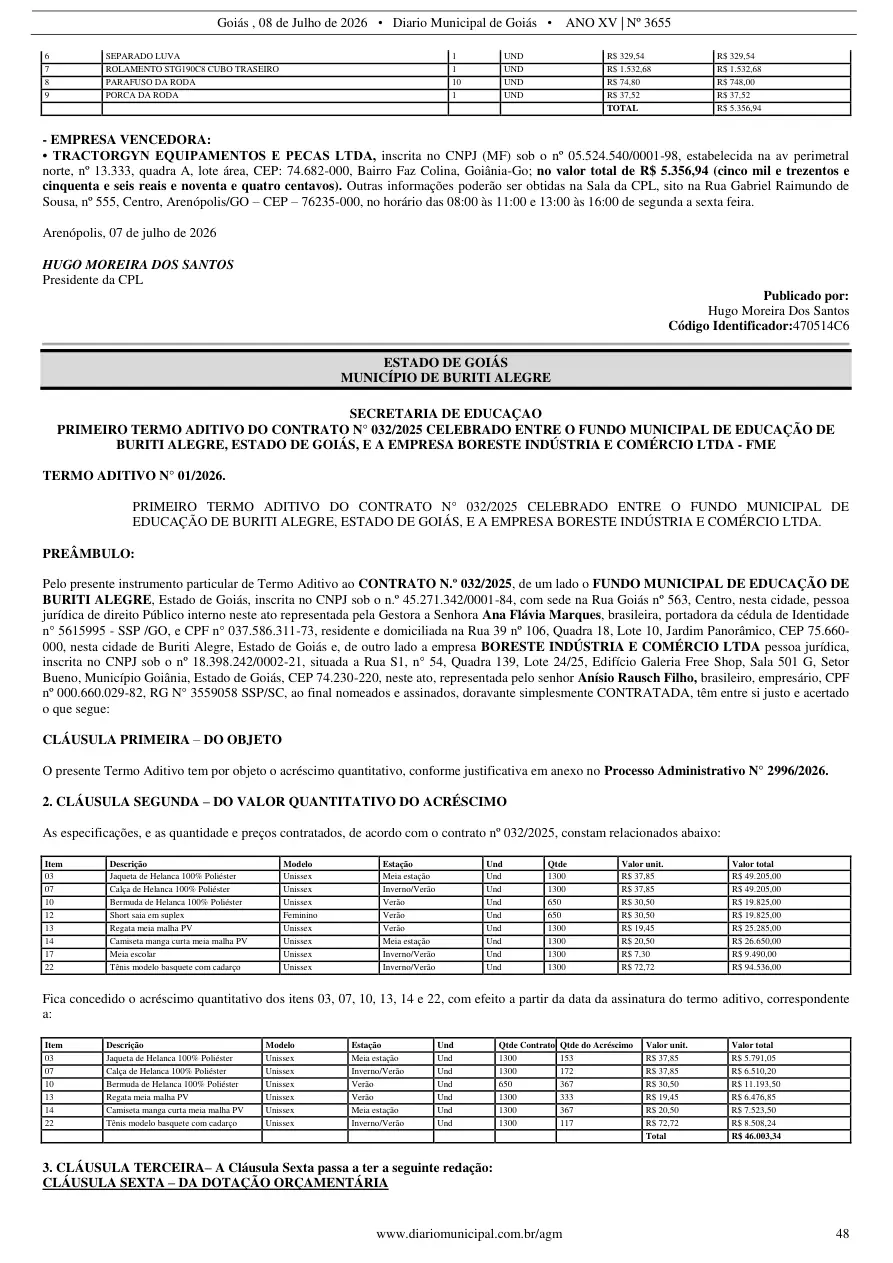 Goiás , 08 de Julho de 2026 • Diario Municipal de Goiás • ANO XV | Nº 3655
6 SEPARADO LUVA 1 UND R$ 329,54 R$ 329,54
7 ROLAMENTO STG190C8 CUBO TRASEIRO 1 UND R$ 1.532,68 R$ 1.532,68
8 PARAFUSO DA RODA 10 UND R$ 74,80 R$ 748,00
9 PORCA DA RODA 1 UND R$ 37,52 R$ 37,52
TOTAL R$ 5.356,94
- EMPRESA VENCEDORA:
• TRACTORGYN EQUIPAMENTOS E PECAS LTDA, inscrita no CNPJ (MF) sob o nº 05.524.540/0001-98, estabelecida na av perimetral
norte, nº 13.333, quadra A, lote área, CEP: 74.682-000, Bairro Faz Colina, Goiânia-Go; no valor total de R$ 5.356,94 (cinco mil e trezentos e
cinquenta e seis reais e noventa e quatro centavos). Outras informações poderão ser obtidas na Sala da CPL, sito na Rua Gabriel Raimundo de
Sousa, nº 555, Centro, Arenópolis/GO – CEP – 76235-000, no horário das 08:00 às 11:00 e 13:00 às 16:00 de segunda a sexta feira.
Arenópolis, 07 de julho de 2026
HUGO MOREIRA DOS SANTOS
Presidente da CPL
Publicado por:
Hugo Moreira Dos Santos
Código Identificador:470514C6
ESTADO DE GOIÁS
MUNICÍPIO DE BURITI ALEGRE
SECRETARIA DE EDUCAÇAO
PRIMEIRO TERMO ADITIVO DO CONTRATO N° 032/2025 CELEBRADO ENTRE O FUNDO MUNICIPAL DE EDUCAÇÃO DE
BURITI ALEGRE, ESTADO DE GOIÁS, E A EMPRESA BORESTE INDÚSTRIA E COMÉRCIO LTDA - FME
TERMO ADITIVO N° 01/2026.
PRIMEIRO TERMO ADITIVO DO CONTRATO N° 032/2025 CELEBRADO ENTRE O FUNDO MUNICIPAL DE
EDUCAÇÃO DE BURITI ALEGRE, ESTADO DE GOIÁS, E A EMPRESA BORESTE INDÚSTRIA E COMÉRCIO LTDA.
PREÂMBULO:
Pelo presente instrumento particular de Termo Aditivo ao CONTRATO N.º 032/2025, de um lado o FUNDO MUNICIPAL DE EDUCAÇÃO DE
BURITI ALEGRE, Estado de Goiás, inscrita no CNPJ sob o n.º 45.271.342/0001-84, com sede na Rua Goiás nº 563, Centro, nesta cidade, pessoa
jurídica de direito Público interno neste ato representada pela Gestora a Senhora Ana Flávia Marques, brasileira, portadora da cédula de Identidade
n° 5615995 - SSP /GO, e CPF n° 037.586.311-73, residente e domiciliada na Rua 39 nº 106, Quadra 18, Lote 10, Jardim Panorâmico, CEP 75.660-
000, nesta cidade de Buriti Alegre, Estado de Goiás e, de outro lado a empresa BORESTE INDÚSTRIA E COMÉRCIO LTDA pessoa jurídica,
inscrita no CNPJ sob o nº 18.398.242/0002-21, situada a Rua S1, n° 54, Quadra 139, Lote 24/25, Edifício Galeria Free Shop, Sala 501 G, Setor
Bueno, Município Goiânia, Estado de Goiás, CEP 74.230-220, neste ato, representada pelo senhor Anísio Rausch Filho, brasileiro, empresário, CPF
nº 000.660.029-82, RG N° 3559058 SSP/SC, ao final nomeados e assinados, doravante simplesmente CONTRATADA, têm entre si justo e acertado
o que segue:
CLÁUSULA PRIMEIRA – DO OBJETO
O presente Termo Aditivo tem por objeto o acréscimo quantitativo, conforme justificativa em anexo no Processo Administrativo N° 2996/2026.
2. CLÁUSULA SEGUNDA – DO VALOR QUANTITATIVO DO ACRÉSCIMO
As especificações, e as quantidade e preços contratados, de acordo com o contrato nº 032/2025, constam relacionados abaixo:
Item Descrição Modelo Estação Und Qtde Valor unit. Valor total
03 Jaqueta de Helanca 100% Poliéster Unissex Meia estação Und 1300 R$ 37,85 R$ 49.205,00
07 Calça de Helanca 100% Poliéster Unissex Inverno/Verão Und 1300 R$ 37,85 R$ 49.205,00
10 Bermuda de Helanca 100% Poliéster Unissex Verão Und 650 R$ 30,50 R$ 19.825,00
12 Short saia em suplex Feminino Verão Und 650 R$ 30,50 R$ 19.825,00
13 Regata meia malha PV Unissex Verão Und 1300 R$ 19,45 R$ 25.285,00
14 Camiseta manga curta meia malha PV Unissex Meia estação Und 1300 R$ 20,50 R$ 26.650,00
17 Meia escolar Unissex Inverno/Verão Und 1300 R$ 7,30 R$ 9.490,00
22 Tênis modelo basquete com cadarço Unissex Inverno/Verão Und 1300 R$ 72,72 R$ 94.536,00
Fica concedido o acréscimo quantitativo dos itens 03, 07, 10, 13, 14 e 22, com efeito a partir da data da assinatura do termo aditivo, correspondente
a:
Item Descrição Modelo Estação Und Qtde Contrato Qtde do Acréscimo Valor unit. Valor total
03 Jaqueta de Helanca 100% Poliéster Unissex Meia estação Und 1300 153 R$ 37,85 R$ 5.791,05
07 Calça de Helanca 100% Poliéster Unissex Inverno/Verão Und 1300 172 R$ 37,85 R$ 6.510,20
10 Bermuda de Helanca 100% Poliéster Unissex Verão Und 650 367 R$ 30,50 R$ 11.193,50
13 Regata meia malha PV Unissex Verão Und 1300 333 R$ 19,45 R$ 6.476,85
14 Camiseta manga curta meia malha PV Unissex Meia estação Und 1300 367 R$ 20,50 R$ 7.523,50
22 Tênis modelo basquete com cadarço Unissex Inverno/Verão Und 1300 117 R$ 72,72 R$ 8.508,24
Total R$ 46.003,34
3. CLÁUSULA TERCEIRA– A Cláusula Sexta passa a ter a seguinte redação:
CLÁUSULA SEXTA – DA DOTAÇÃO ORÇAMENTÁRIA
www.diariomunicipal.com.br/agm 48